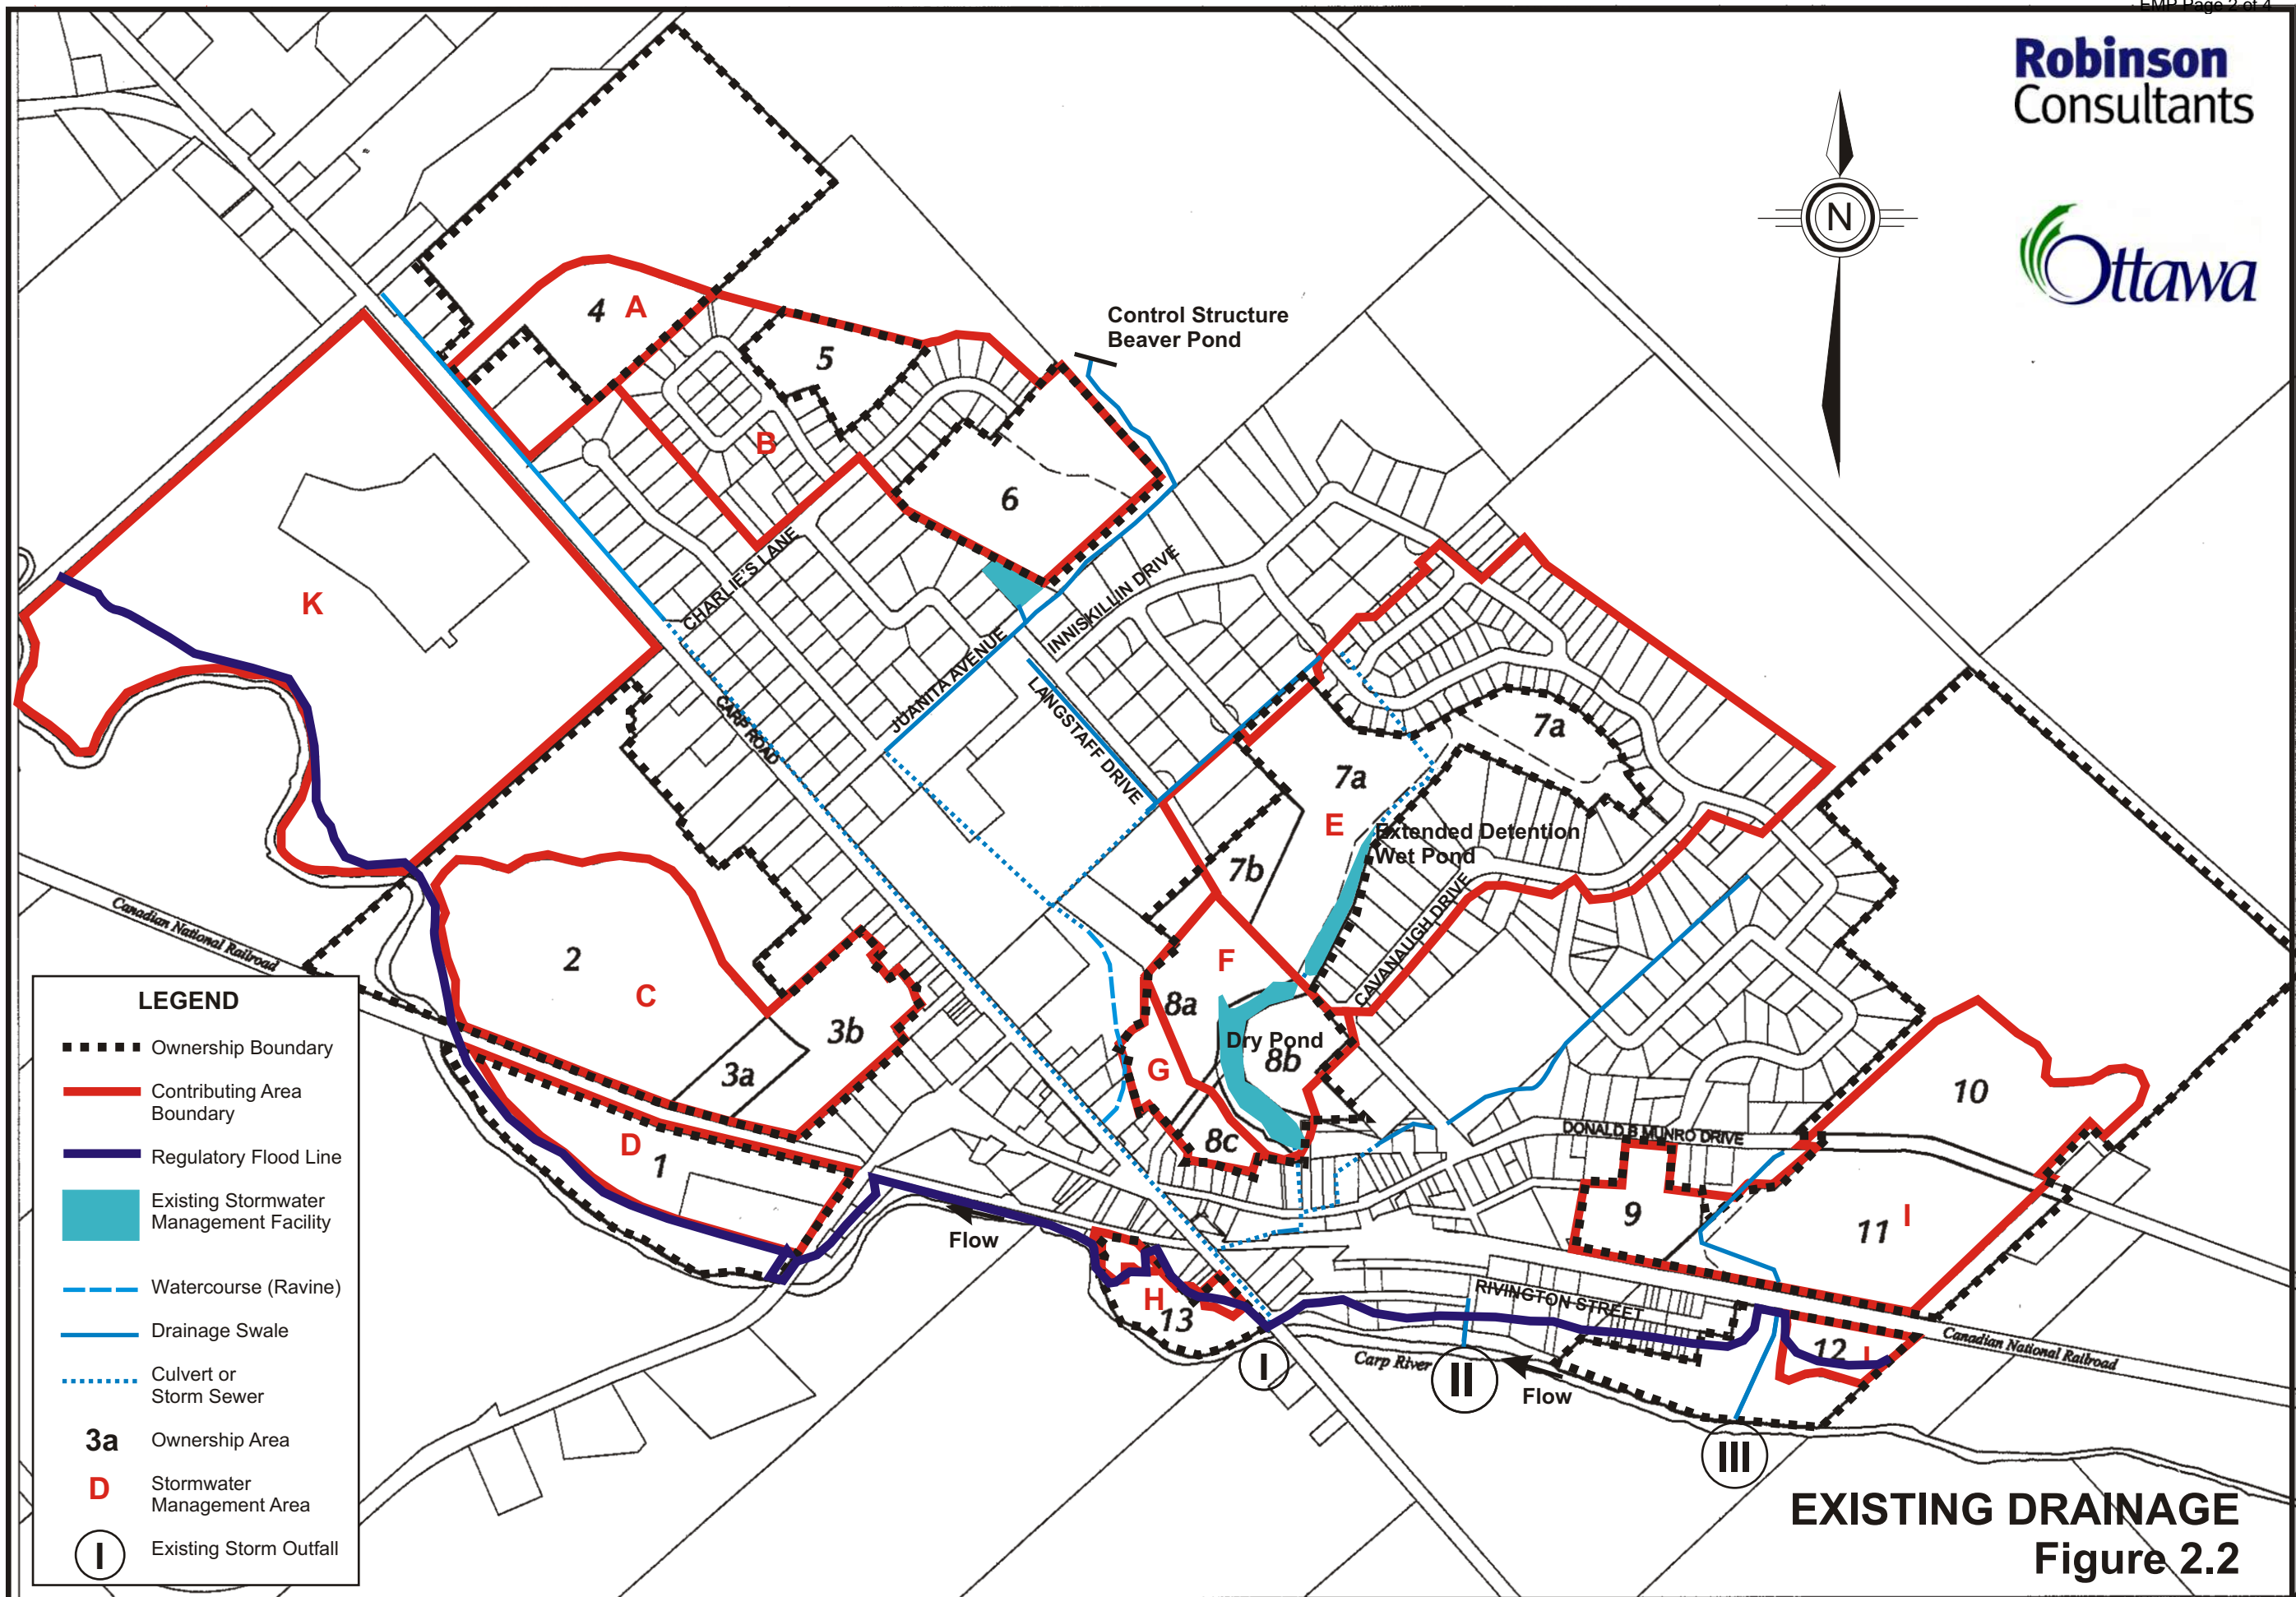 EMP Page 2 of 4
Robinson
Consultants
N
Ottawa
Control Structure
Beaver Pond
4
A
5
B
6
K
CHARLIE'S LANE
INNISKILLIN DRIVE
JUANITA AVENUE
LANGSTAFF DRIVE
CARP ROAD
7a
7a
E
Extended Detention
Wet Pond
7b
CAVANAUGH DRIVE
Canadian National Railroad
2
C
F
8a
3b
Dry Pond
8b
3a
G
10
D
1
8c
DONALD B MUNRO DRIVE
9
11
I
Flow
H
13
RIVINGTON STREET
12
Canadian National Railroad
I
Carp River
II
Flow
III
LEGEND
Ownership Boundary
Contributing Area
Boundary
Regulatory Flood Line
Existing Stormwater
Management Facility
Watercourse (Ravine)
Drainage Swale
Culvert or
Storm Sewer
3a
Ownership Area
D
Stormwater
Management Area
I
Existing Storm Outfall
EXISTING DRAINAGE
Figure 2.2